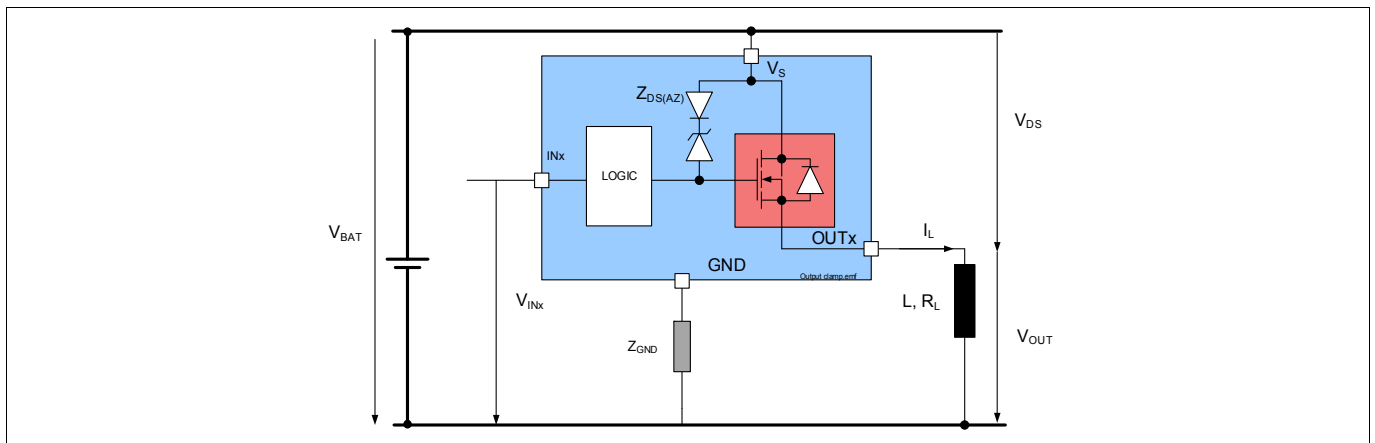 V_S
Z_DS(AZ)
V_DS
INx
LOGIC
V_BAT
OUTx
I_L
GND
Output clamp.emf
V_INx
L, R_L
V_OUT
Z_GND